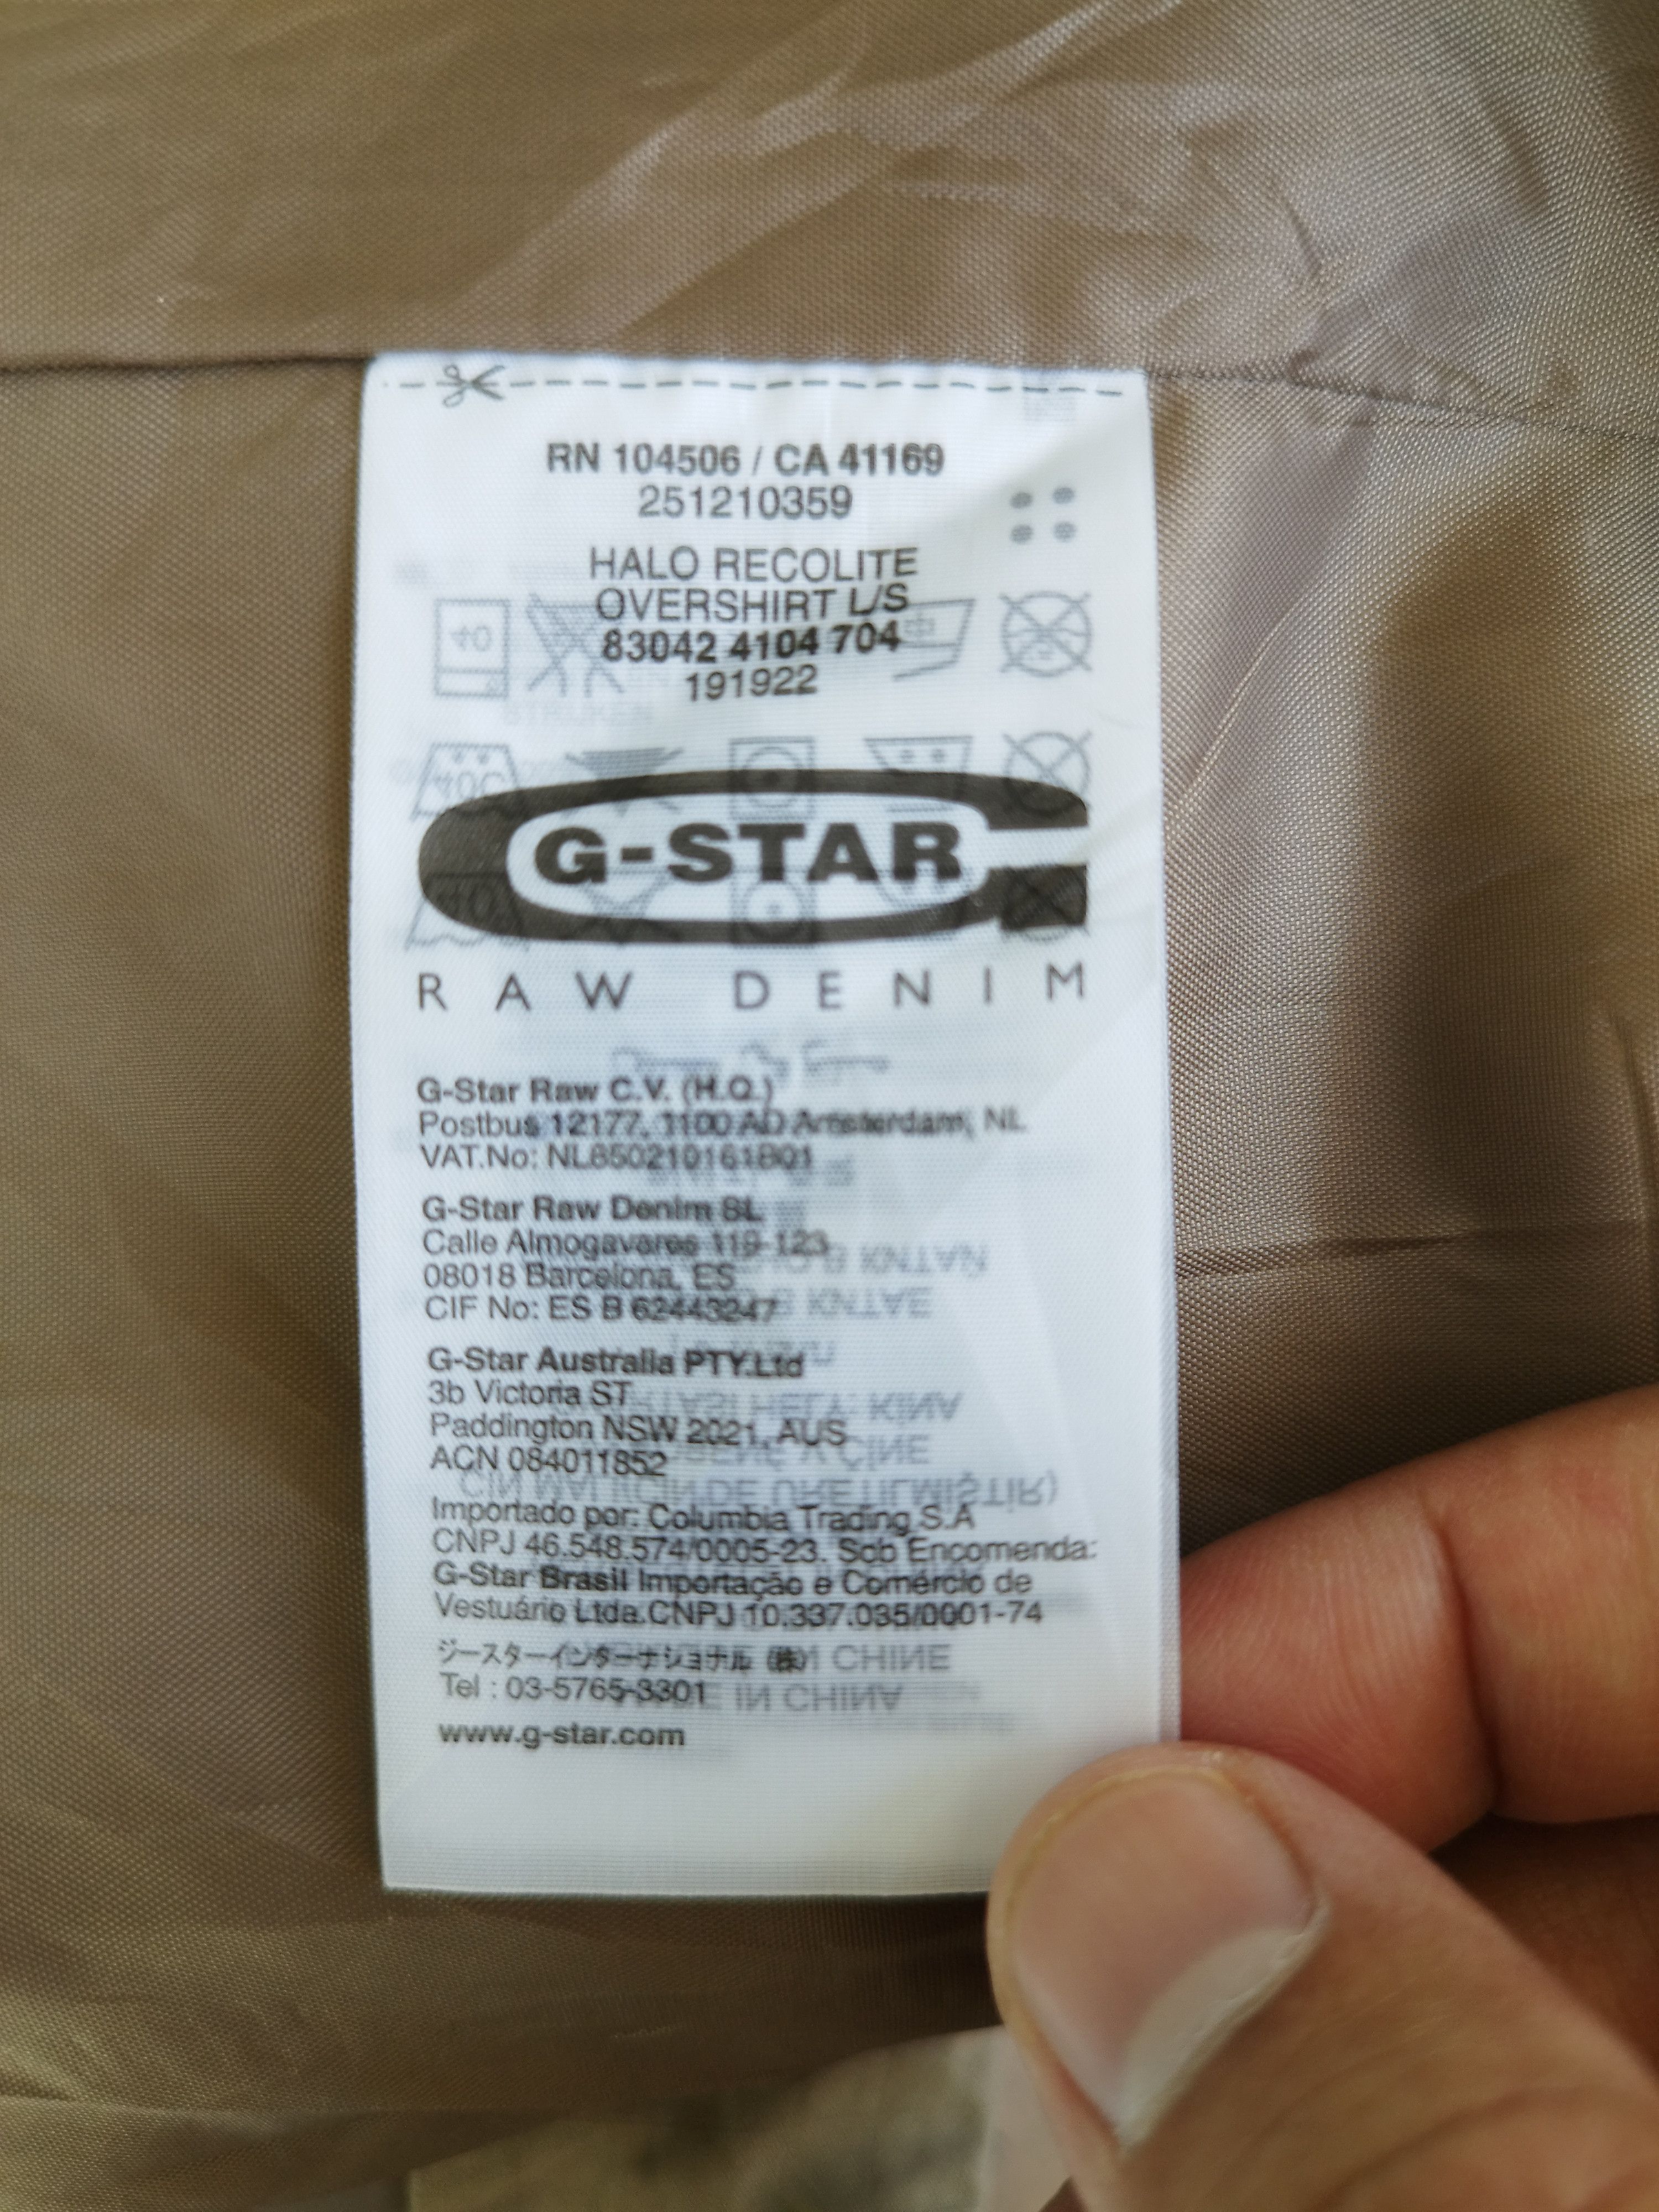 RN 104506 / CA 41169
251210359
HALO RECOLITE
OVERSHIRT L/S
83042 4104 704
191922
G-STAR
RAW DENIM
G-Star Raw C.V. (H.Q.)
Postbus 12177, 1100 AD Amsterdam, NL
VAT.No: NL850210161B01
G-Star Raw Denim SL
Calle Almogavares 119-123
08018 Barcelona, ES
CIF No: ES B 62443247
G-Star Australia PTY.Ltd
3b Victoria ST
Paddington NSW 2021, AUS
ACN 084011852
Importado por: Columbia Trading S.A
CNPJ 46.548.574/0005-23. Sob Encomenda:
G-Star Brasil Importação e Comércio de
Vestuário Ltda.CNPJ 10.337.035/0001-74
ジースターインターナショナル (株)
Tel : 03-5765-3301
www.g-star.com